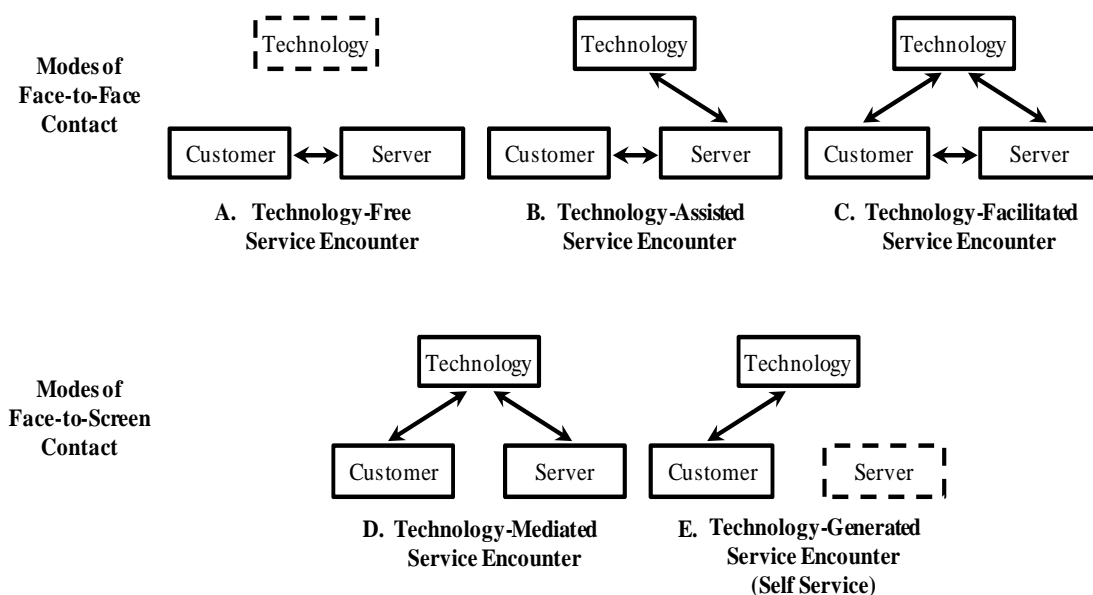 Technology
Technology
Technology
Modes of
Face-to-Face
Contact
Customer
Server
Customer
Server
Customer
Server
A. Technology-Free
Service Encounter
B. Technology-Assisted
Service Encounter
C. Technology-Facilitated
Service Encounter
Technology
Technology
Modes of
Face-to-Screen
Contact
Customer
Server
Customer
Server
D. Technology-Mediated
Service Encounter
E. Technology-Generated
Service Encounter
(Self Service)